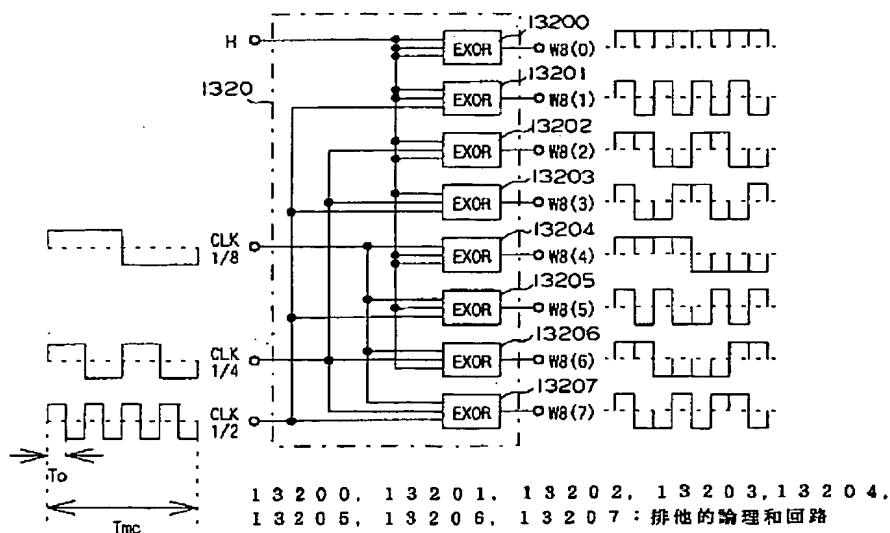 13200
H EXOR W8(0)
13201
1320 EXOR W8(1)
13202
EXOR W8(2)
13203
EXOR W8(3)
13204
CLK 1/8 EXOR W8(4)
13205
EXOR W8(5)
13206
CLK 1/4 EXOR W8(6)
13207
CLK 1/2 EXOR W8(7)
To
Tmc
13200, 13201, 13202, 13203, 13204,
13205, 13206, 13207:排他的論理和回路